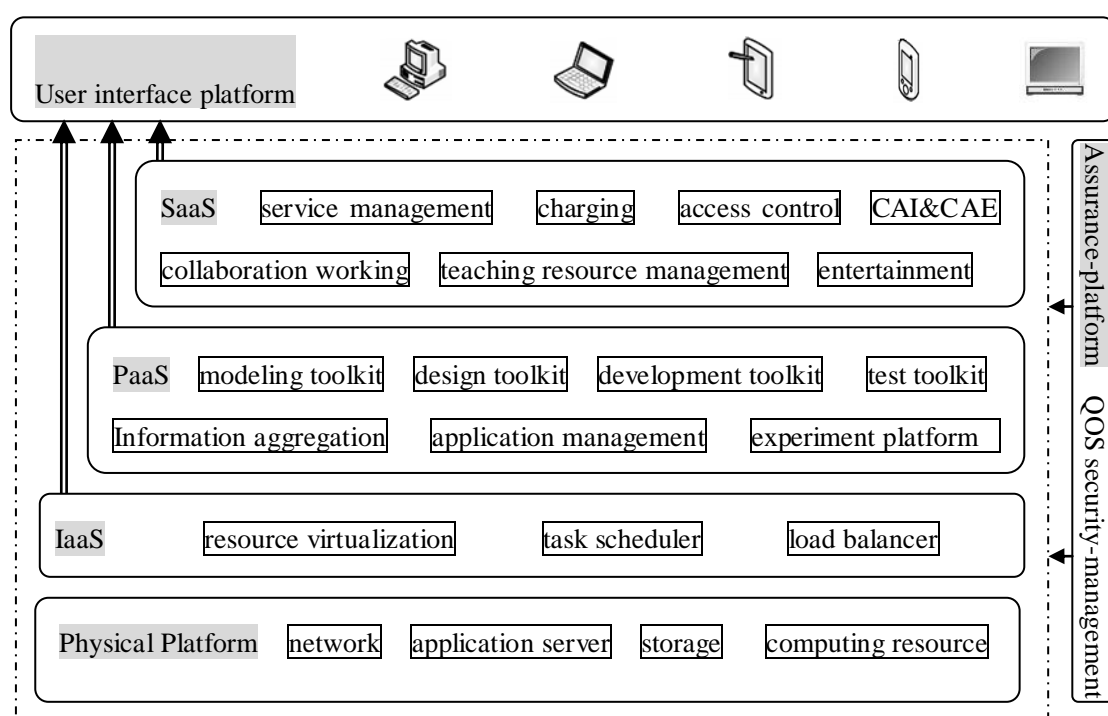 User interface platform
SaaS service management charging access control CAI&CAE
collaboration working teaching resource management entertainment
PaaS modeling toolkit design toolkit development toolkit test toolkit
Information aggregation application management experiment platform
IaaS resource virtualization task scheduler load balancer
Physical Platform network application server storage computing resource
Assurance-platform QOS security-management